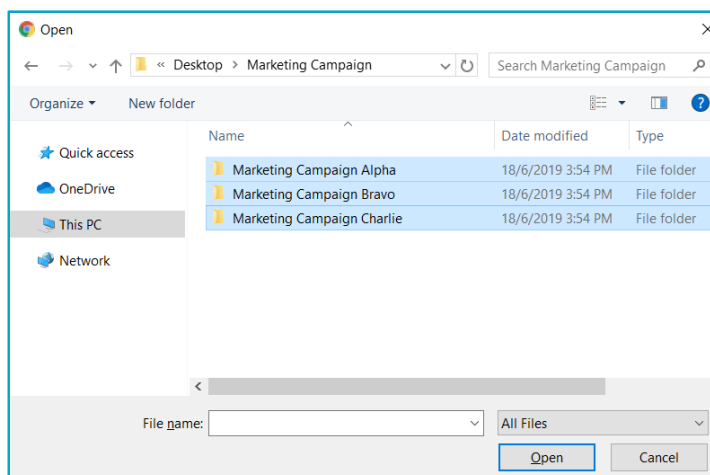 Open
« Desktop > Marketing Campaign
Search Marketing Campaign
Organize
New folder
?
Name
Date modified
Type
Quick access
OneDrive
This PC
Network
Marketing Campaign Alpha 18/6/2019 3:54 PM File folder
Marketing Campaign Bravo 18/6/2019 3:54 PM File folder
Marketing Campaign Charlie 18/6/2019 3:54 PM File folder
File name:
All Files
Open
Cancel